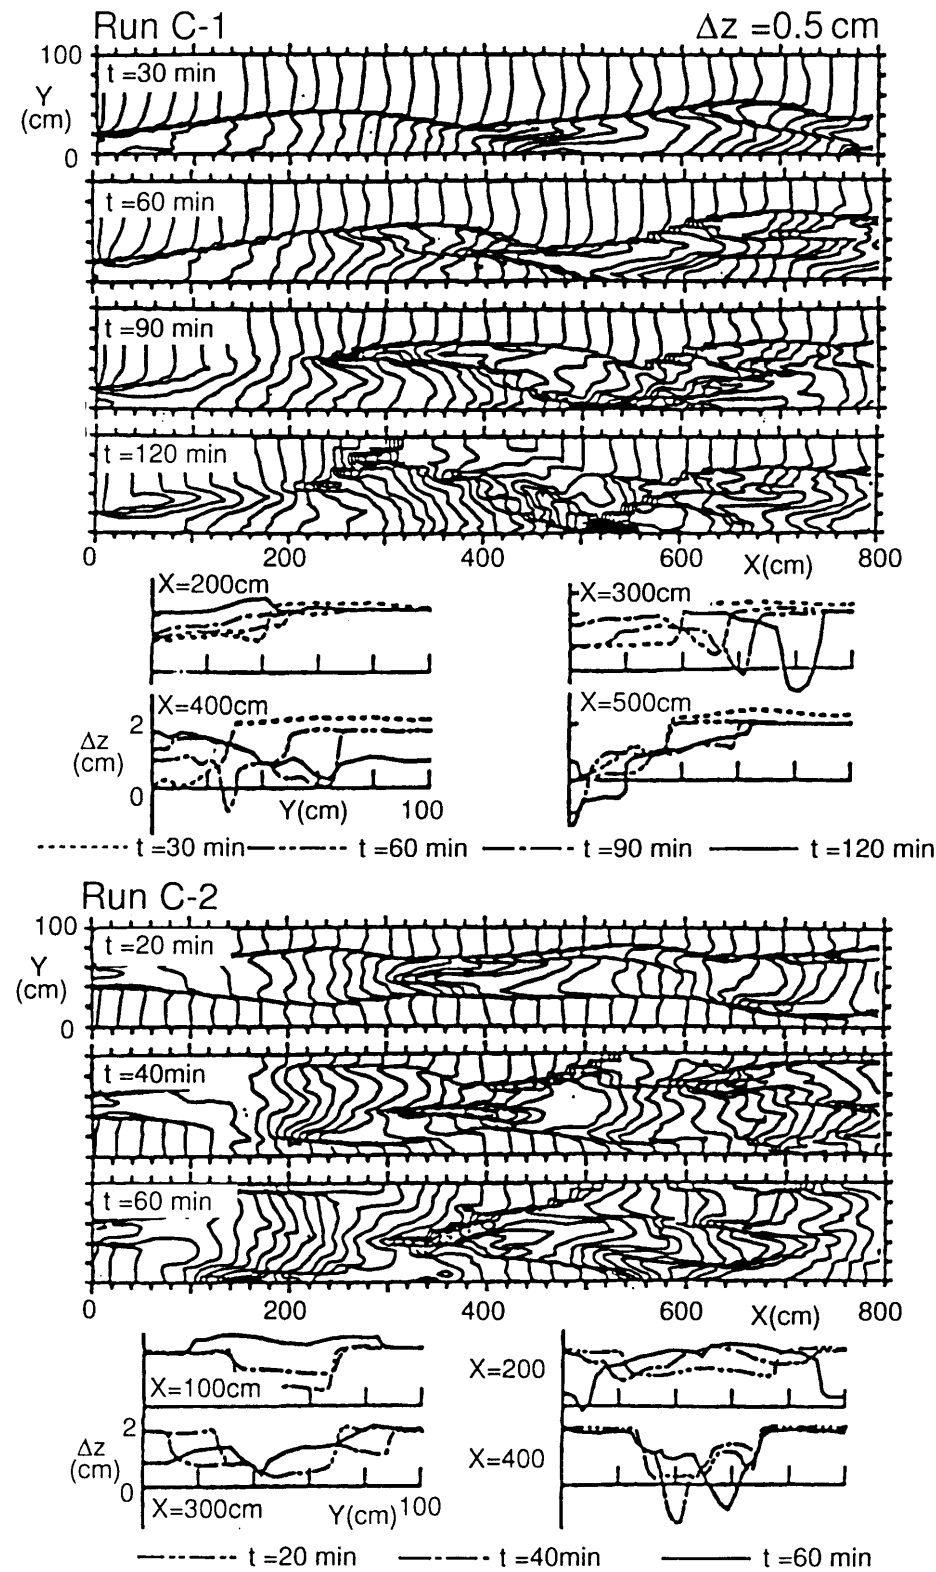 Run C-1 Δz =0.5 cm
100
t =30 min
Y
(cm)
0
t =60 min
t =90 min
t =120 min
0 200 400 600 X(cm) 800
X=200cm
X=300cm
X=400cm
X=500cm
2
Δz
(cm)
0
Y(cm) 100
t =30 min t =60 min t =90 min t =120 min
Run C-2
100
t =20 min
Y
(cm)
0
t =40min
t=60 min
0 200 400 600 X(cm) 800
X=100cm
X=200
2
Δz
(cm)
0
X=300cm Y(cm) 100
X=400
t =20 min t =40min t =60 min